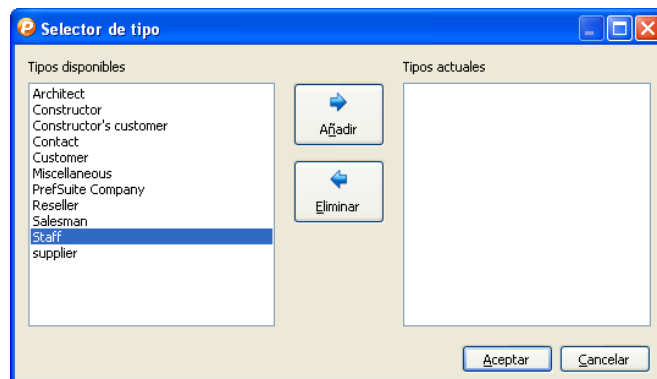 Selector de tipo
Tipos disponibles
Tipos actuales
Architect
Constructor
Constructor's customer
Contact
Customer
Miscellaneous
PrefSuite Company
Reseller
Salesman
Staff
supplier
Añadir
Eliminar
Aceptar
Cancelar